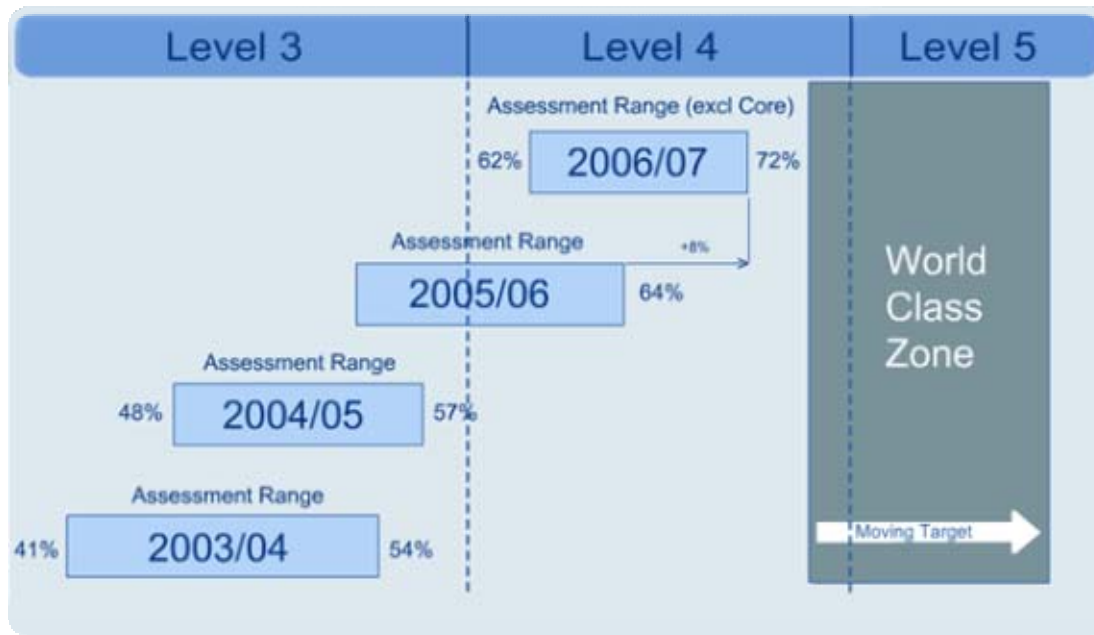 Level 3
Level 4
Level 5
Assessment Range (excl Core)
62%
2006/07
72%
Assessment Range
+8%
2005/06
64%
World
Class
Zone
Assessment Range
48%
2004/05
57%
Assessment Range
41%
2003/04
54%
Moving Target